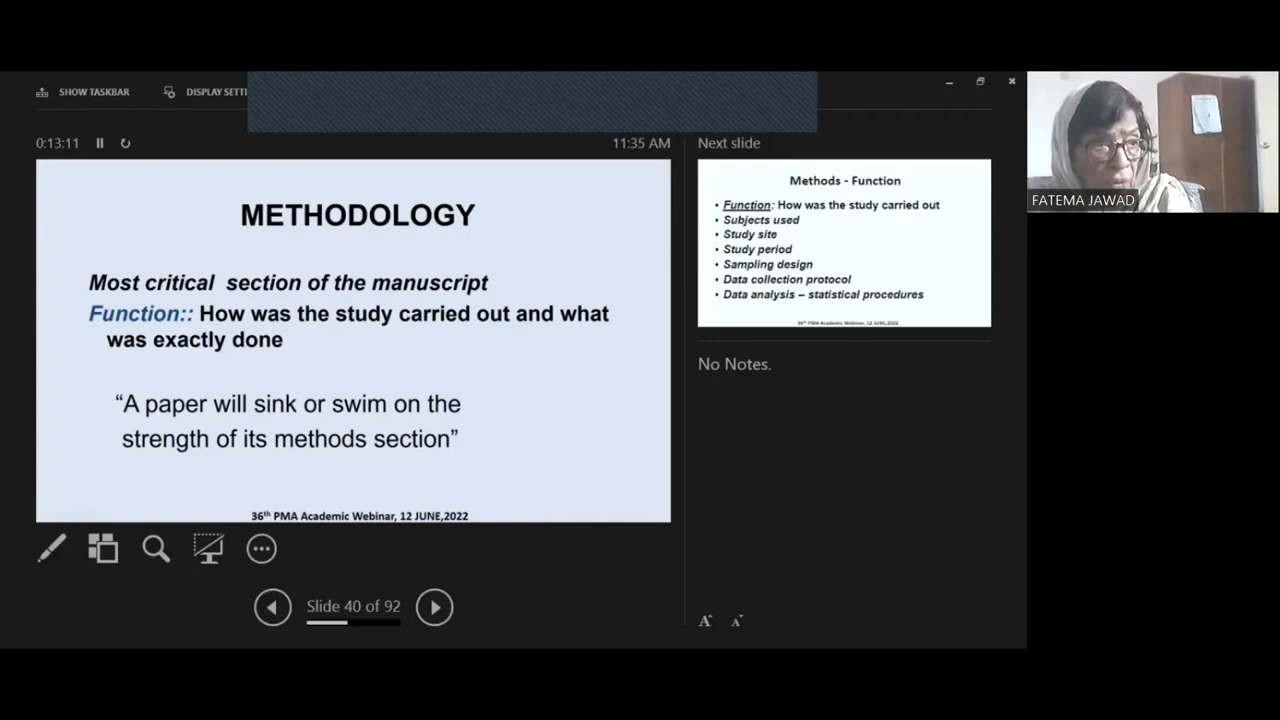 SHOW TASKBAR
DISPLAY SETTI
0:13:11
11:35 AM
METHODOLOGY
Most critical section of the manuscript
Function:: How was the study carried out and what
was exactly done
“A paper will sink or swim on the
strength of its methods section”
36th PMA Academic Webinar, 12 JUNE,2022
Slide 40 of 92
Next slide
Methods - Function
• Function: How was the study carried out
• Subjects used
• Study site
• Study period
• Sampling design
• Data collection protocol
• Data analysis – statistical procedures
36th PMA Academic Webinar, 12 JUNE,2022
No Notes.
A A
FATEMA JAWAD